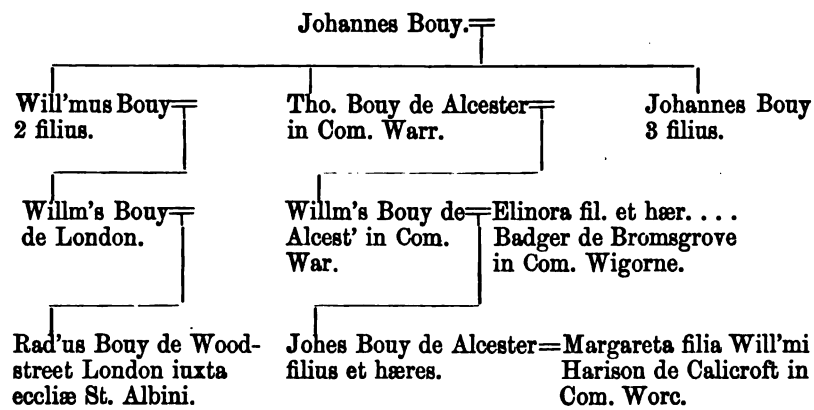 Johannes Bouy.
Will'mus Bouy
2 filius.
Tho. Bouy de Alcester
in Com. Warr.
Johannes Bouy
3 filius.
Willm's Bouy
de London.
Willm's Bouy de
Alcest' in Com.
War.
Elinora fil. et hær. . . .
Badger de Bromsgrove
in Com. Wigorne.
Rad'us Bouy de Wood-
street London iuxta
eccliæ St. Albini.
Johes Bouy de Alcester
filius et hæres.
Margareta filia Will'mi
Harison de Calicroft in
Com. Worc.